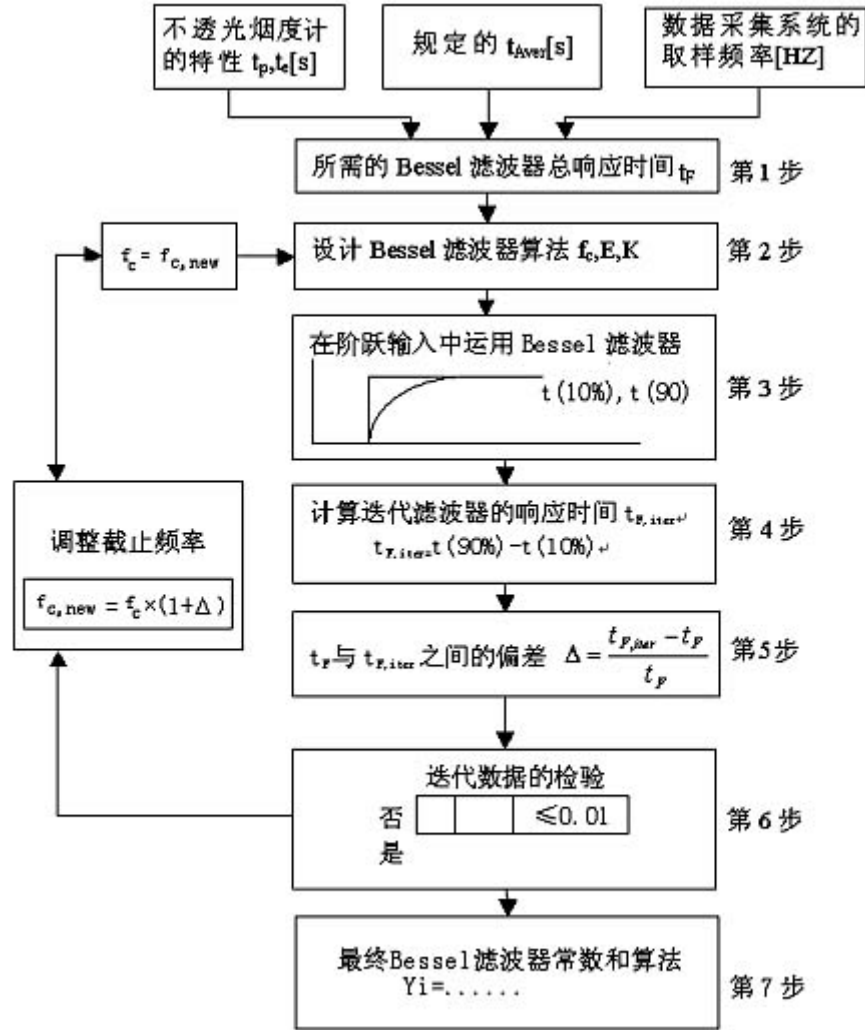 不透光烟度计
的特性 tp,te[s]
规定的 tAver[s]
数据采集系统的
取样频率[HZ]
所需的 Bessel 滤波器总响应时间 tF
第1步
fc = fc,new
设计 Bessel 滤波器算法 fc,E,K
第2步
在阶跃输入中运用 Bessel 滤波器
t(10%), t(90)
第3步
计算迭代滤波器的响应时间 tF,iter↵
tF,iter=t(90%)-t(10%)↵
第4步
调整截止频率
fc,new = fc×(1+Δ)
tF与 tF,iter 之间的偏差 Δ = (tF,iter − tF) / tF
第5步
迭代数据的检验
否 ≤0.01
是
第6步
最终Bessel滤波器常数和算法
Yi=......
第7步